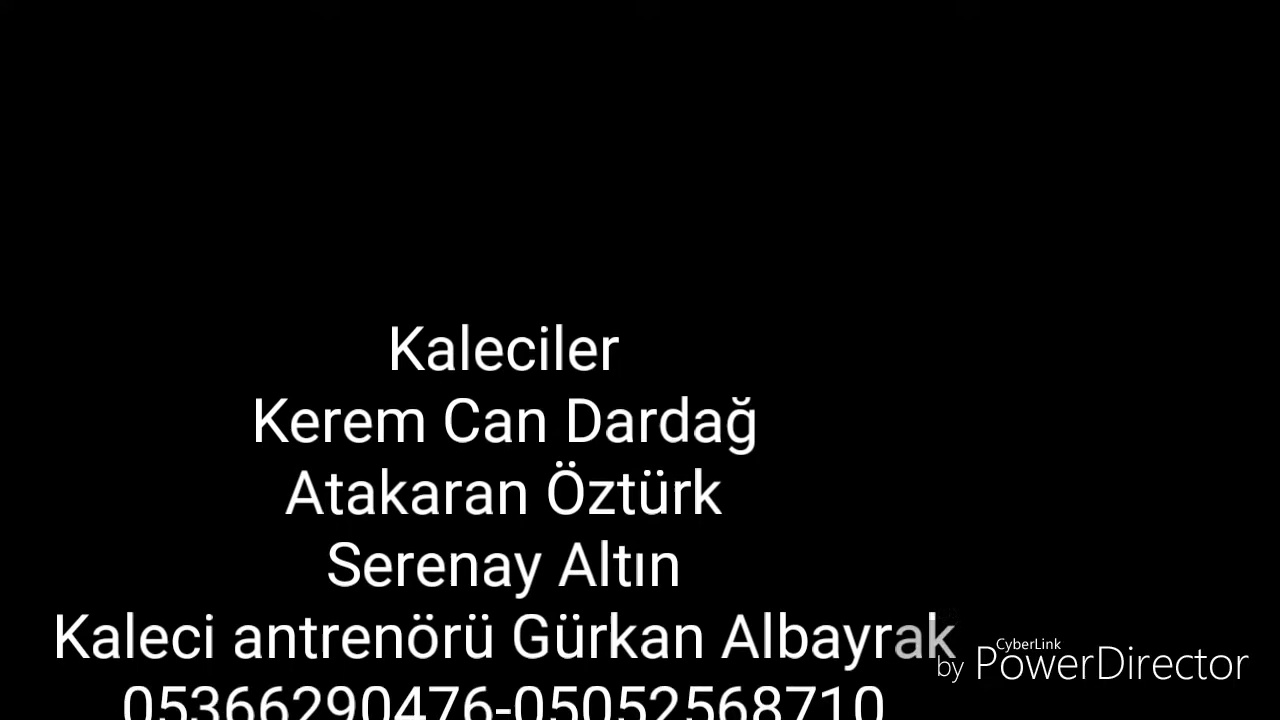 Kaleciler
Kerem Can Dardağ
Atakaran Öztürk
Serenay Altın
Kaleci antrenörü Gürkan Albayrak
05366290476-05052568710
CyberLink
by PowerDirector